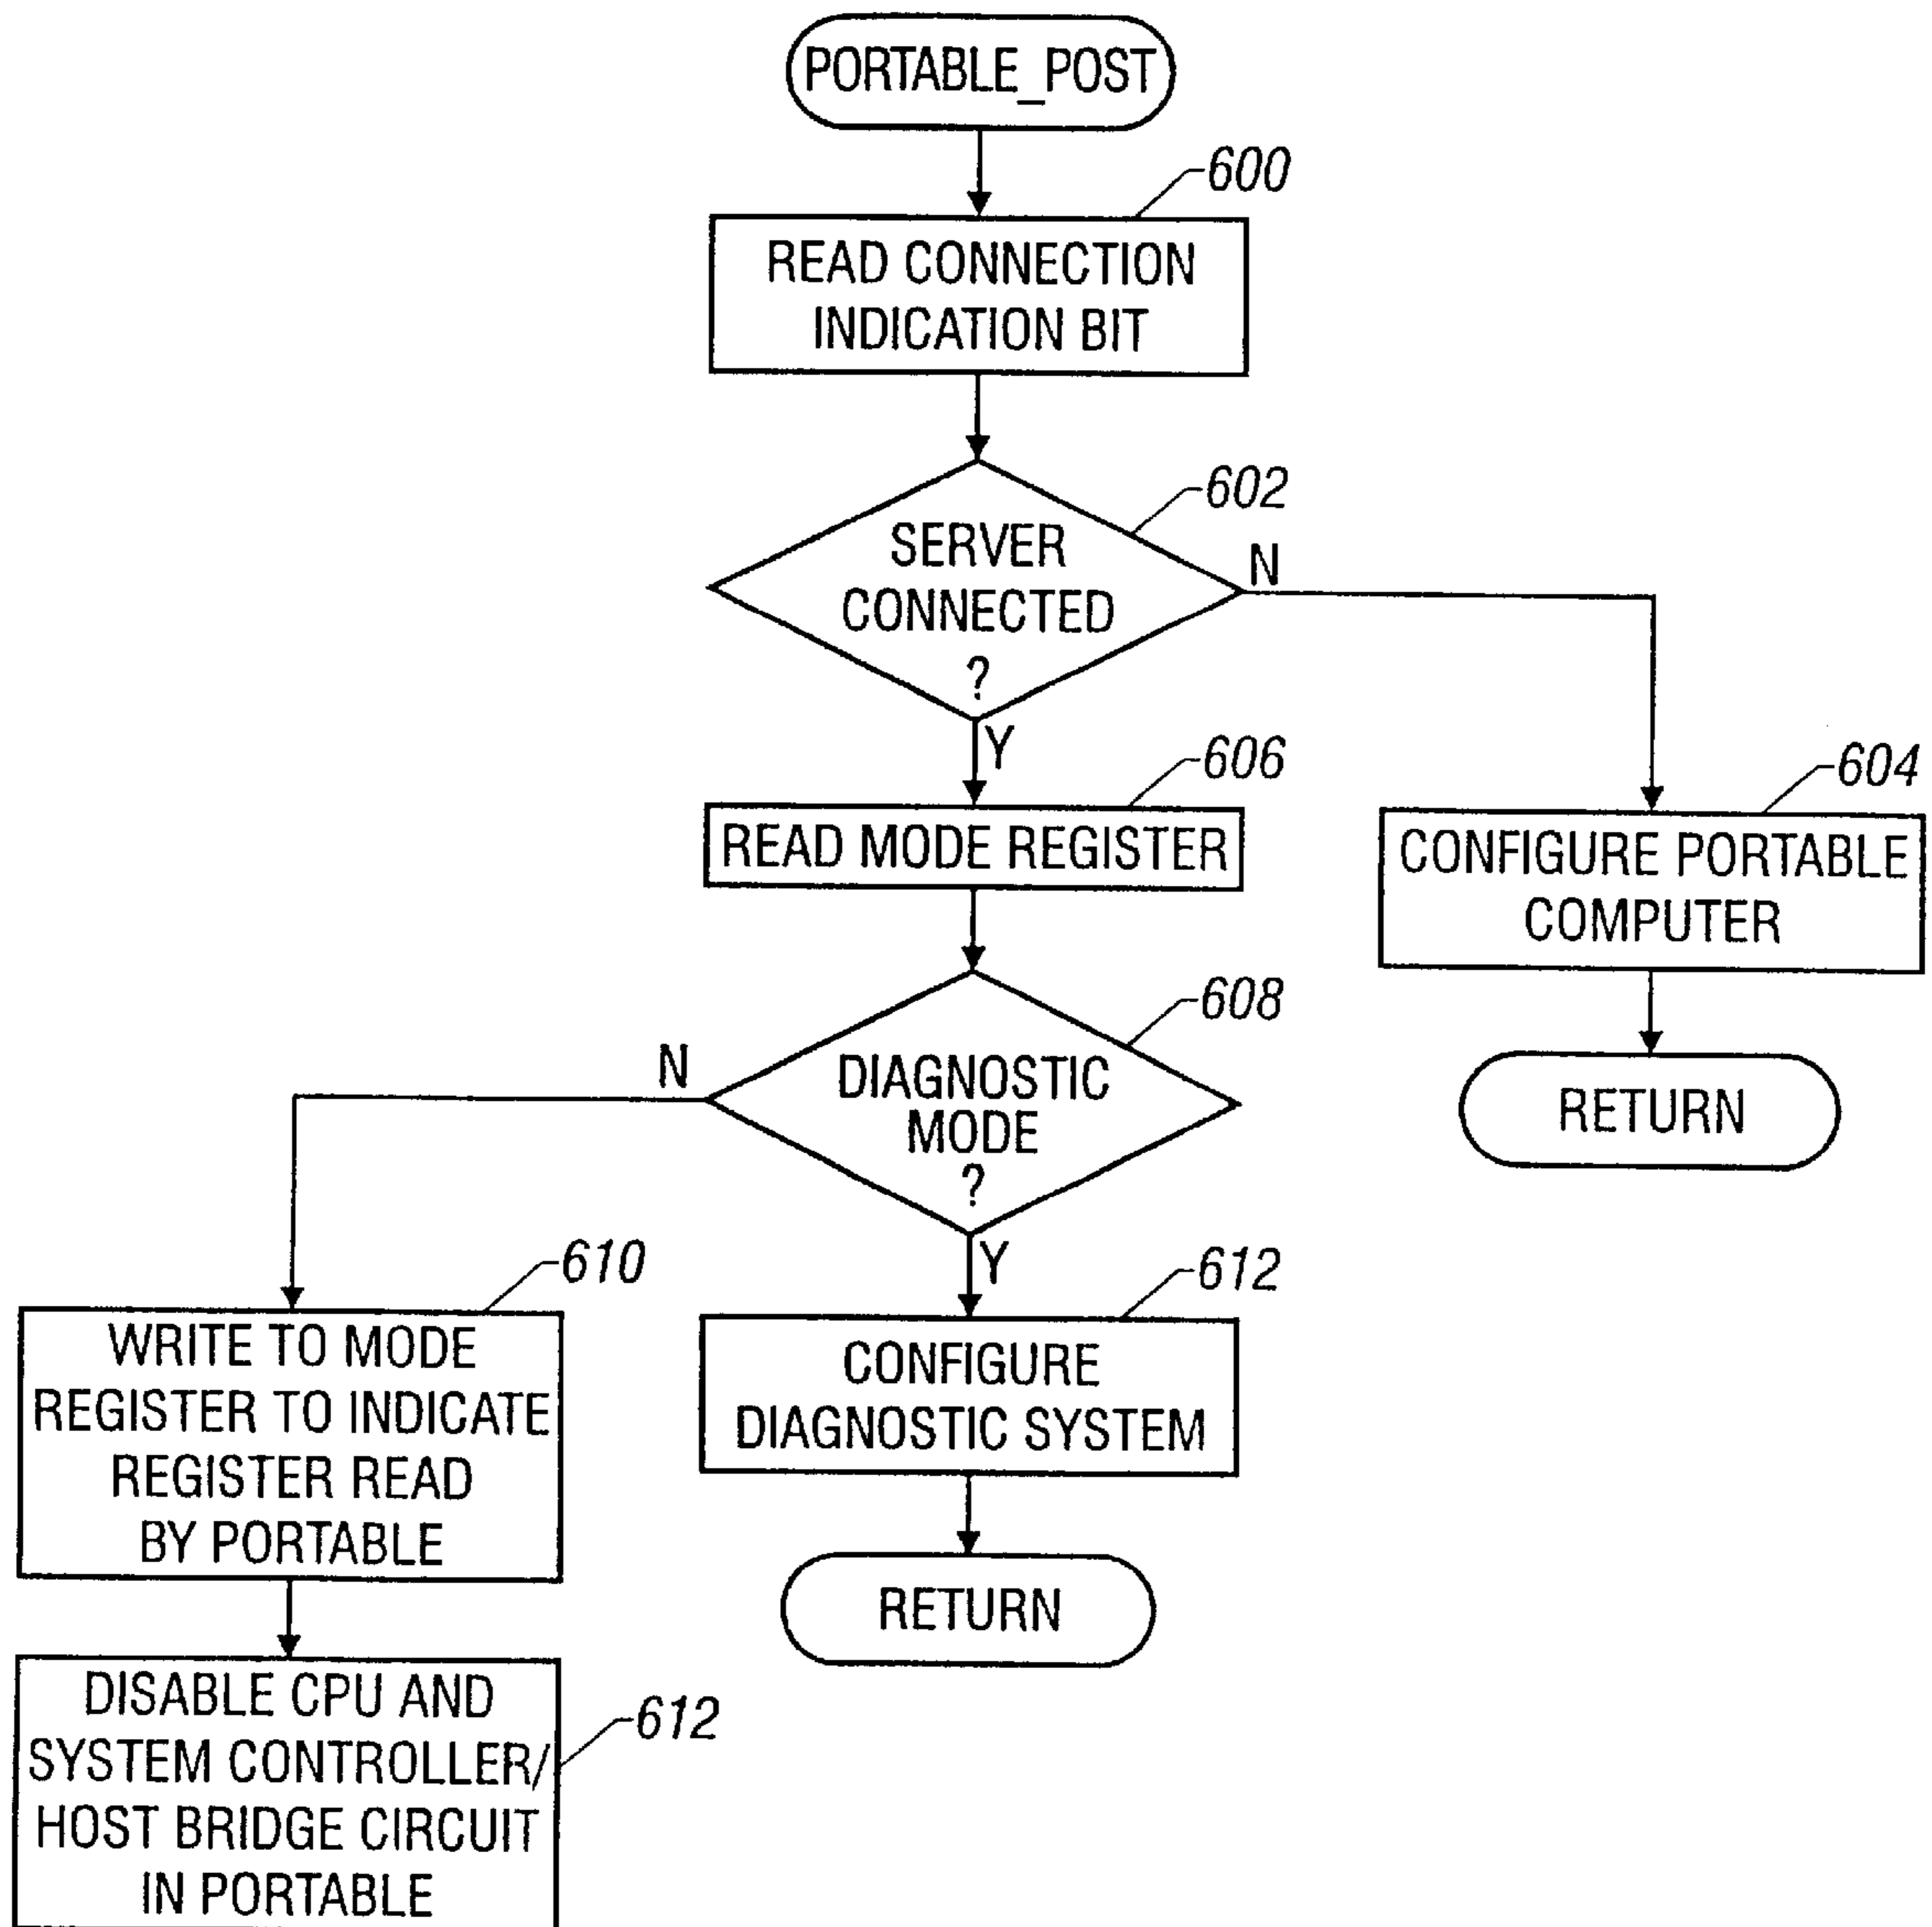 PORTABLE_POST
600
READ CONNECTION
INDICATION BIT
602
SERVER
CONNECTED
?
N
Y
606
READ MODE REGISTER
604
CONFIGURE PORTABLE
COMPUTER
RETURN
608
DIAGNOSTIC
MODE
?
N
Y
610
WRITE TO MODE
REGISTER TO INDICATE
REGISTER READ
BY PORTABLE
612
CONFIGURE
DIAGNOSTIC SYSTEM
RETURN
DISABLE CPU AND
SYSTEM CONTROLLER/
HOST BRIDGE CIRCUIT
IN PORTABLE
612